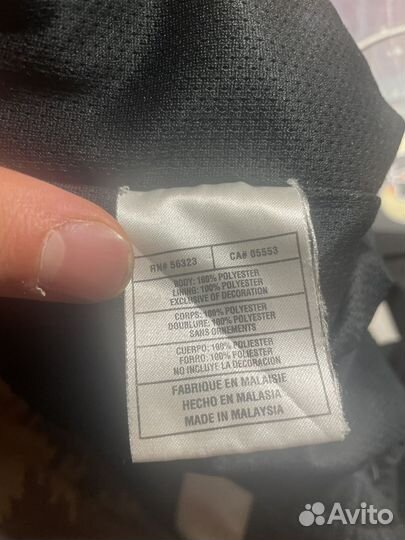 RN# 56323 CA# 05553
BODY: 100% POLYESTER
LINING: 100% POLYESTER
EXCLUSIVE OF DECORATION
CORPS: 100% POLYESTER
DOUBLURE: 100% POLYESTER
SANS ORNEMENTS
CUERPO: 100% POLIESTER
FORRO: 100% POLIESTER
NO INCLUYE LA DECORACION
FABRIQUE EN MALAISIE
HECHO EN MALASIA
MADE IN MALAYSIA
Avito